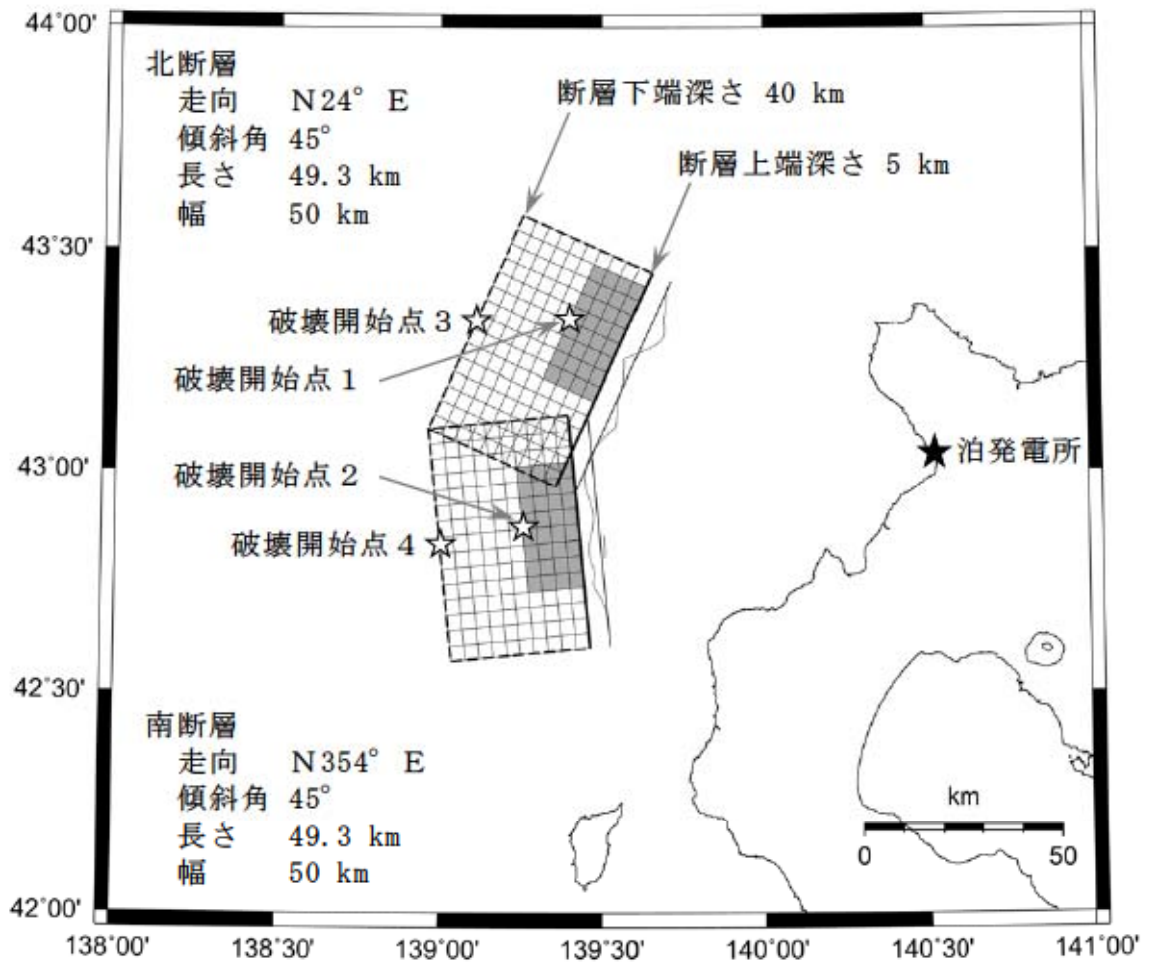 44°00'
北断層
走向 N24° E
傾斜角 45°
長さ 49.3 km
幅 50 km
断層下端深さ 40 km
断層上端深さ 5 km
43°30'
破壊開始点3
破壊開始点1
43°00'
泊発電所
破壊開始点2
破壊開始点4
42°30'
南断層
走向 N354° E
傾斜角 45°
長さ 49.3 km
幅 50 km
km
0 50
42°00'
138°00' 138°30' 139°00' 139°30' 140°00' 140°30' 141°00'